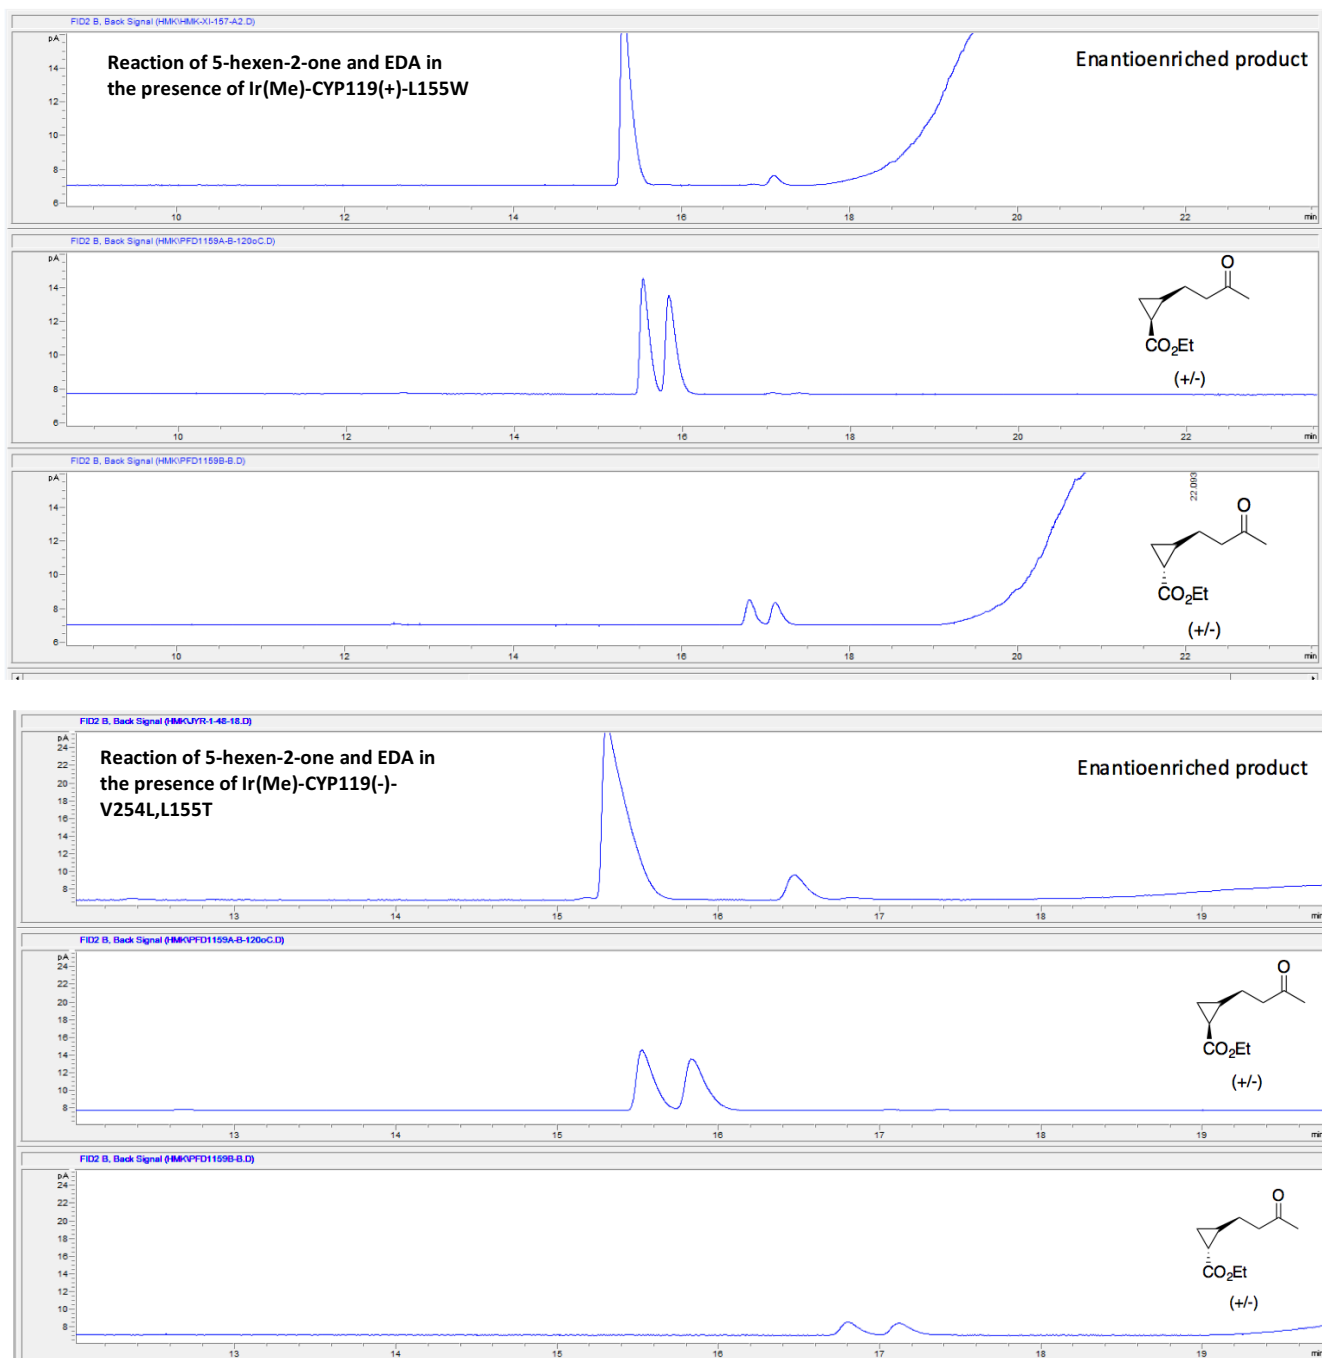 FID2 B, Back Signal (HMK\HMK-XI-157-A2.D)
pA
Reaction of 5-hexen-2-one and EDA in
the presence of Ir(Me)-CYP119(+)-L155W
Enantioenriched product
14
12
10
8
6
10 12 14 16 18 20 22 min
FID2 B, Back Signal (HMK\PFD1159A-B-120oC.D)
pA
14
12
10
8
6
O
CO2Et
(+/-)
10 12 14 16 18 20 22 min
FID2 B, Back Signal (HMK\PFD1159B-B.D)
pA
14
12
10
8
6
22.093
O
CO2Et
(+/-)
10 12 14 16 18 20 22 min
FID2 B, Back Signal (HMK\JYR-1-48-18.D)
pA
Reaction of 5-hexen-2-one and EDA in
the presence of Ir(Me)-CYP119(-)-
V254L,L155T
Enantioenriched product
24
22
20
18
16
14
12
10
8
13 14 15 16 17 18 19 min
FID2 B, Back Signal (HMK\PFD1159A-B-120oC.D)
pA
24
22
20
18
16
14
12
10
8
O
CO2Et
(+/-)
13 14 15 16 17 18 19 min
FID2 B, Back Signal (HMK\PFD1159B-B.D)
pA
24
22
20
18
16
14
12
10
8
O
CO2Et
(+/-)
13 14 15 16 17 18 19 min